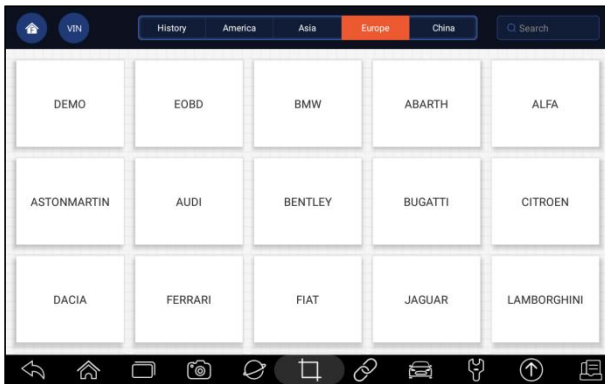 VIN History America Asia Europe China Search
DEMO EOBD BMW ABARTH ALFA
ASTONMARTIN AUDI BENTLEY BUGATTI CITROEN
DACIA FERRARI FIAT JAGUAR LAMBORGHINI